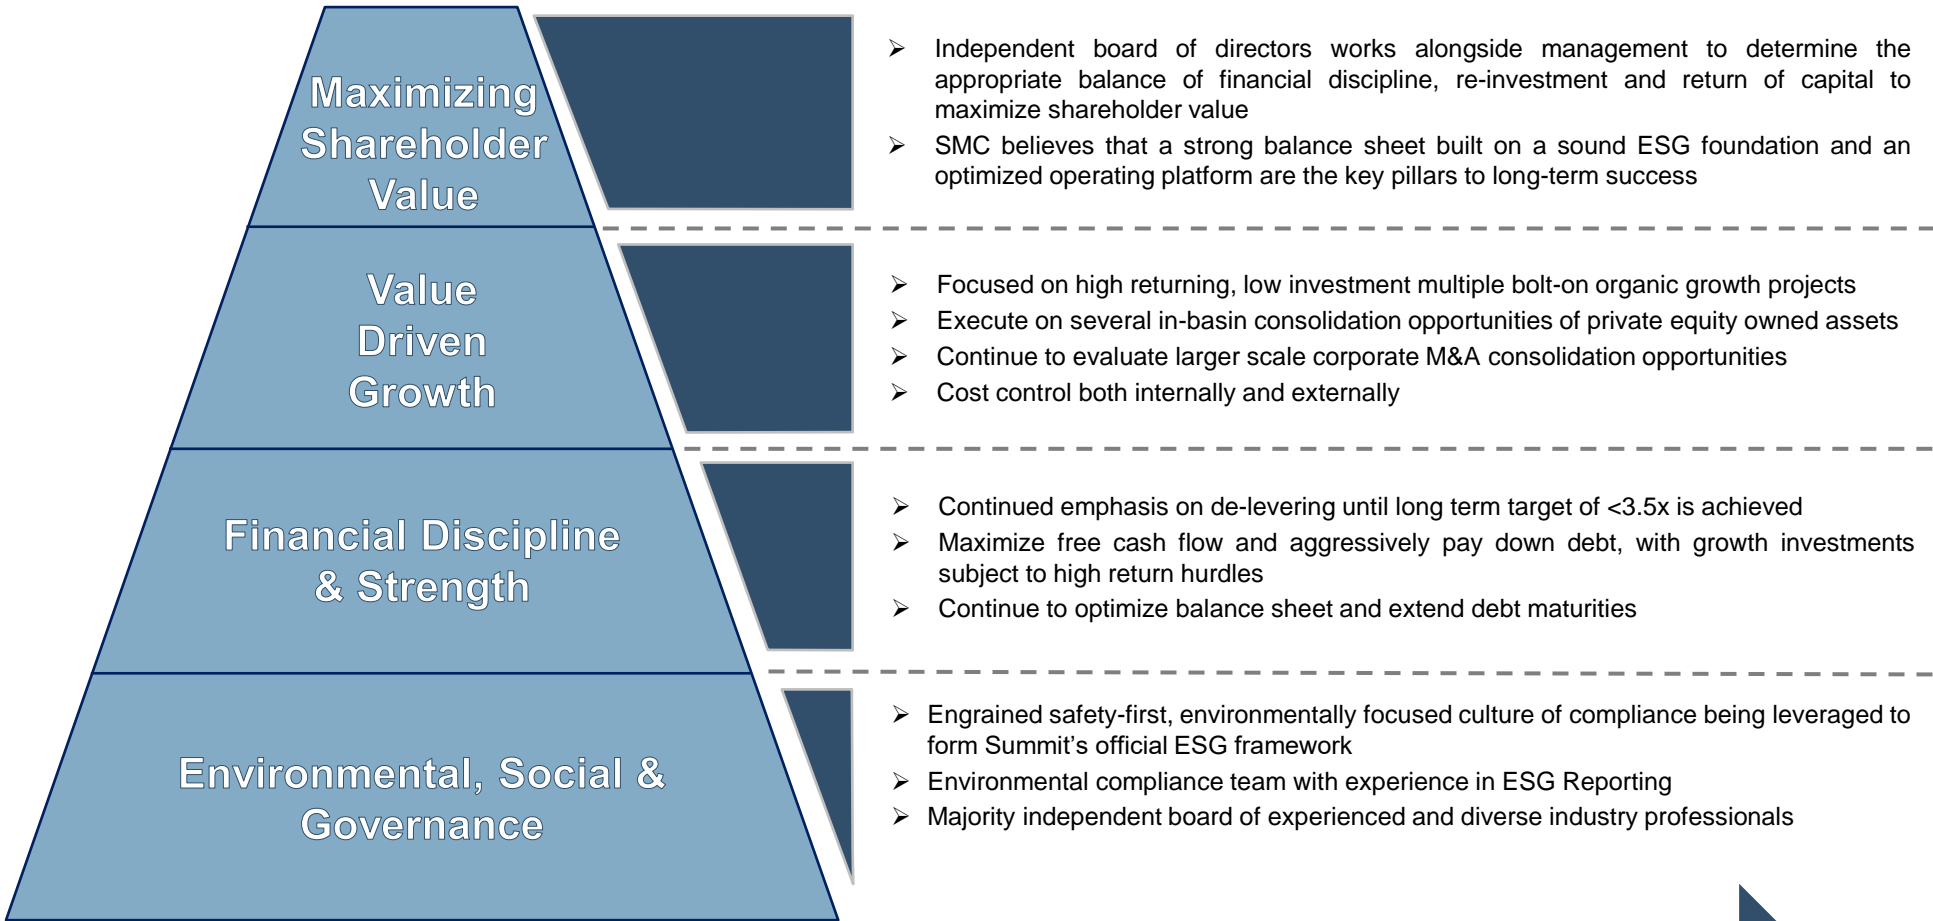 Maximizing
Shareholder
Value
➢ Independent board of directors works alongside management to determine the
appropriate balance of financial discipline, re-investment and return of capital to
maximize shareholder value
➢ SMC believes that a strong balance sheet built on a sound ESG foundation and an
optimized operating platform are the key pillars to long-term success
Value
Driven
Growth
➢ Focused on high returning, low investment multiple bolt-on organic growth projects
➢ Execute on several in-basin consolidation opportunities of private equity owned assets
➢ Continue to evaluate larger scale corporate M&A consolidation opportunities
➢ Cost control both internally and externally
Financial Discipline
& Strength
➢ Continued emphasis on de-levering until long term target of <3.5x is achieved
➢ Maximize free cash flow and aggressively pay down debt, with growth investments
subject to high return hurdles
➢ Continue to optimize balance sheet and extend debt maturities
Environmental, Social &
Governance
➢ Engrained safety-first, environmentally focused culture of compliance being leveraged to
form Summit's official ESG framework
➢ Environmental compliance team with experience in ESG Reporting
➢ Majority independent board of experienced and diverse industry professionals